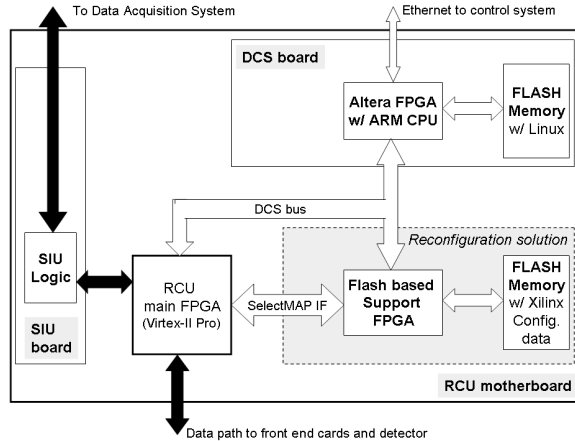 To Data Acquisition System
Ethernet to control system
DCS board
Altera FPGA
w/ ARM CPU
FLASH
Memory
w/ Linux
DCS bus
Reconfiguration solution
SIU
Logic
RCU
main FPGA
(Virtex-II Pro)
SelectMAP IF
Flash based
Support
FPGA
FLASH
Memory
w/ Xilinx
Config.
data
SIU
board
RCU motherboard
Data path to front end cards and detector